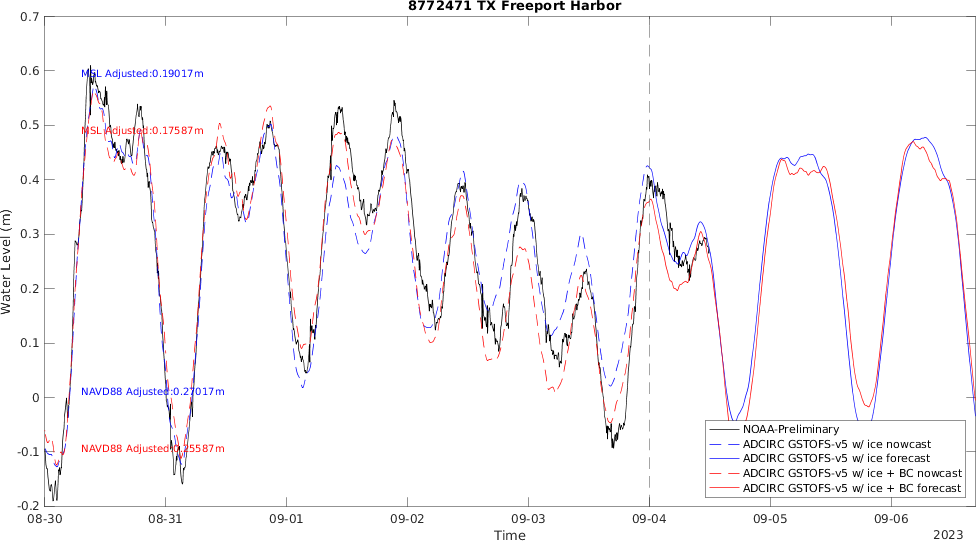 8772471 TX Freeport Harbor
0.7
0.6
0.5
0.4
0.3
0.2
0.1
0
-0.1
-0.2
Water Level (m)
MSL Adjusted:0.19017m
MSL Adjusted:0.17587m
NAVD88 Adjusted:0.27017m
NAVD88 Adjusted:0.25587m
NOAA-Preliminary
ADCIRC GSTOFS-v5 w/ ice nowcast
ADCIRC GSTOFS-v5 w/ ice forecast
ADCIRC GSTOFS-v5 w/ ice + BC nowcast
ADCIRC GSTOFS-v5 w/ ice + BC forecast
08-30 08-31 09-01 09-02 09-03 09-04 09-05 09-06
Time
2023